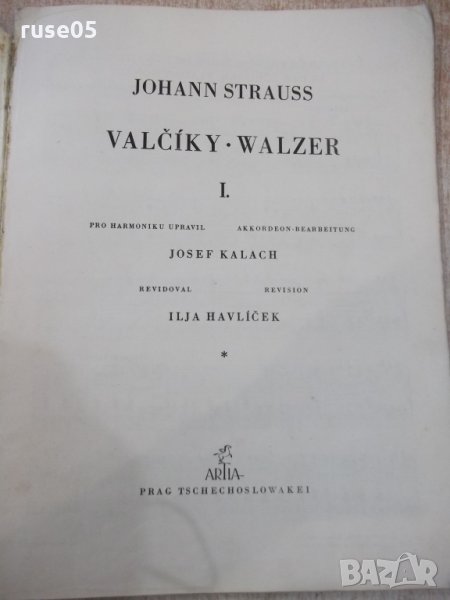 ruse05
JOHANN STRAUSS
VALČÍKY · WALZER
I.
PRO HARMONIKU UPRAVIL AKKORDEON-BEARBEITUNG
JOSEF KALACH
REVIDOVAL REVISION
ILJA HAVLÍČEK
*
ARTIA
PRAG TSCHECHOSLOWAKEI
BAZAR